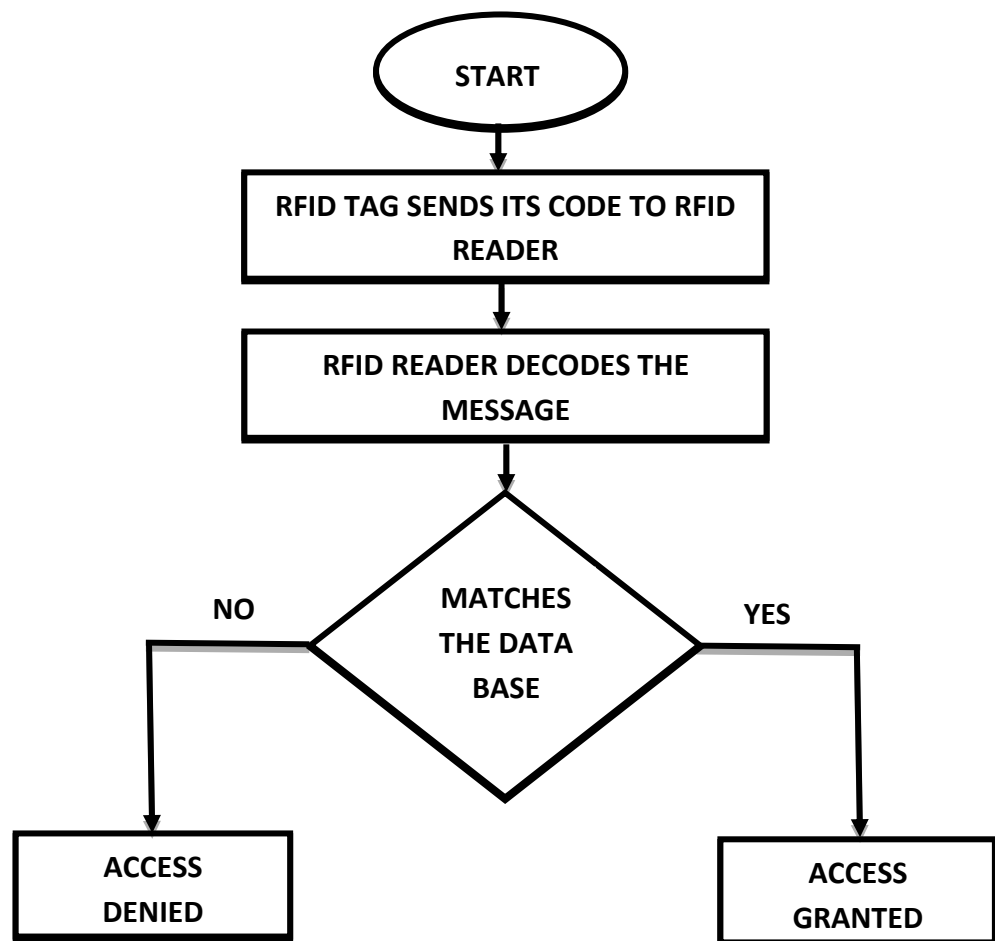 START
RFID TAG SENDS ITS CODE TO RFID
READER
RFID READER DECODES THE
MESSAGE
MATCHES
THE DATA
BASE
NO
YES
ACCESS
DENIED
ACCESS
GRANTED